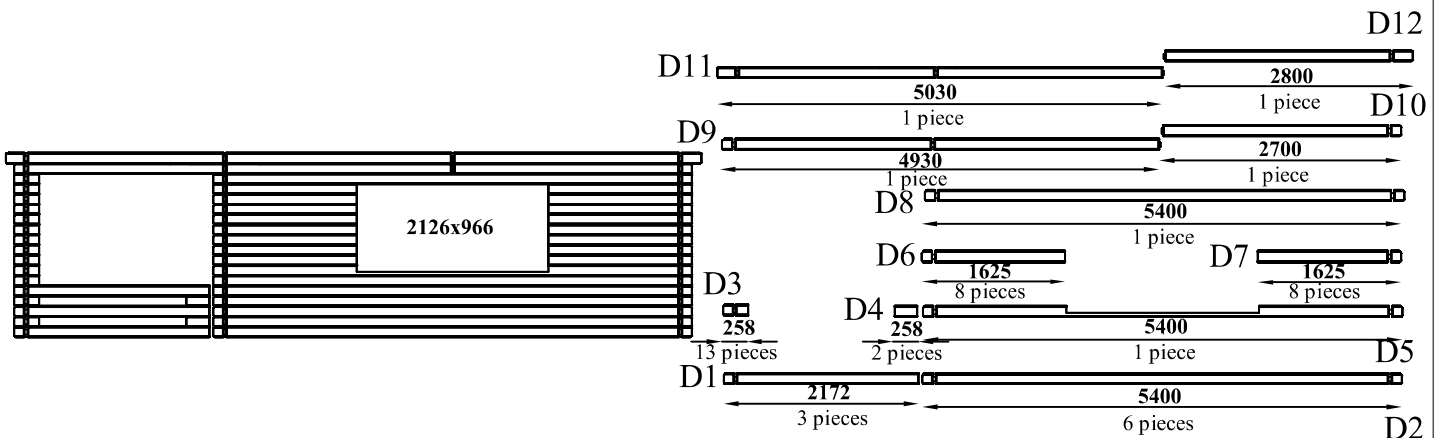 D12
D11
2800
5030
1 piece
D10
1 piece
D9
2700
4930
1 piece
1 piece
D8
2126x966
5400
1 piece
D6
D7
1625
1625
8 pieces
8 pieces
D3
D4
258
258
5400
13 pieces
2 pieces
1 piece
D5
D1
2172
5400
3 pieces
6 pieces
D2